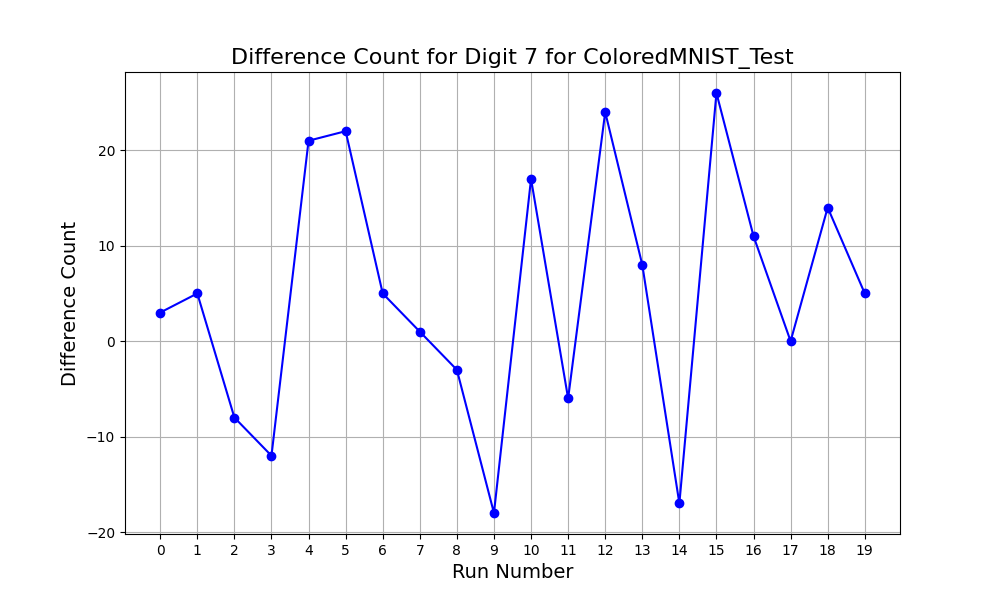 Difference Count for Digit 7 for ColoredMNIST_Test
Difference Count
20
10
0
−10
−20
0 1 2 3 4 5 6 7 8 9 10 11 12 13 14 15 16 17 18 19
Run Number